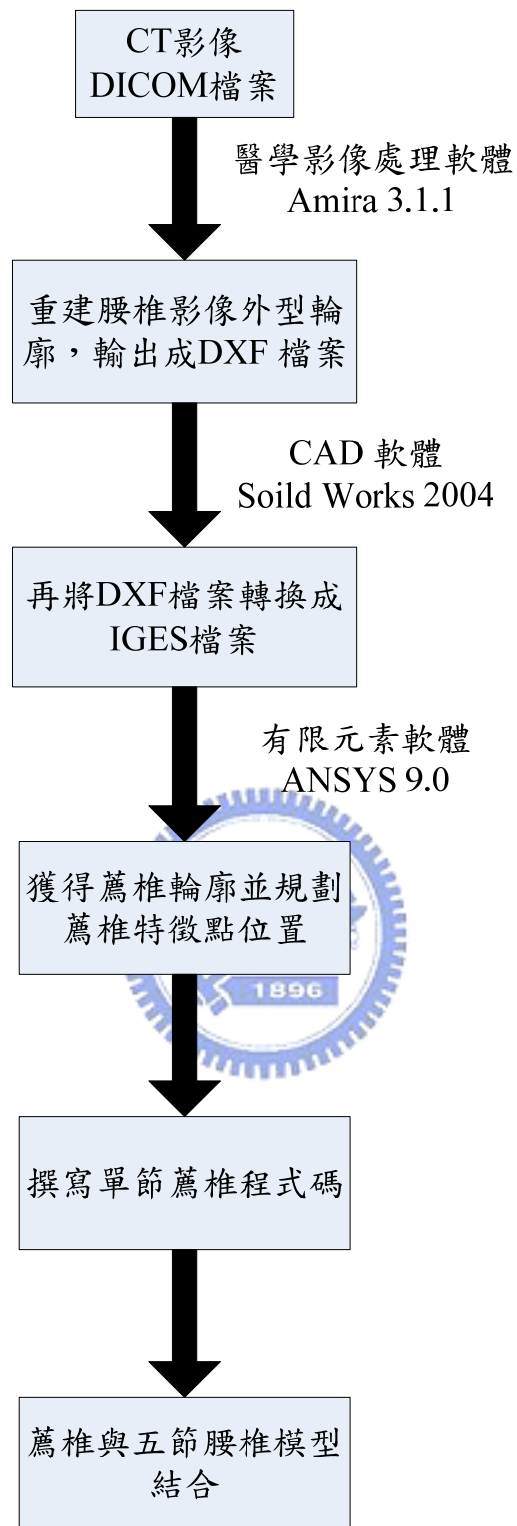 CT影像
DICOM檔案
醫學影像處理軟體
Amira 3.1.1
重建腰椎影像外型輪
廓，輸出成DXF 檔案
CAD 軟體
Soild Works 2004
再將DXF檔案轉換成
IGES檔案
有限元素軟體
ANSYS 9.0
獲得薦椎輪廓並規劃
薦椎特徵點位置
1896
撰寫單節薦椎程式碼
薦椎與五節腰椎模型
結合